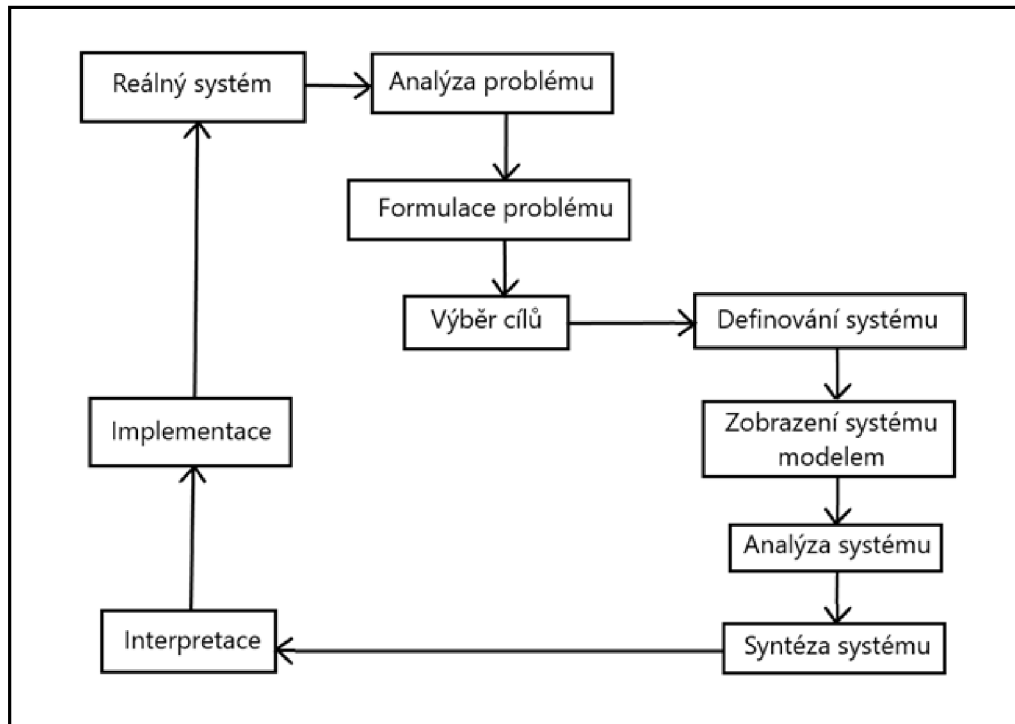 Reálný systém
Analýza problému
Formulace problému
Výběr cílů
Definování systému
Zobrazení systému
modelem
Analýza systému
Syntéza systému
Interpretace
Implementace